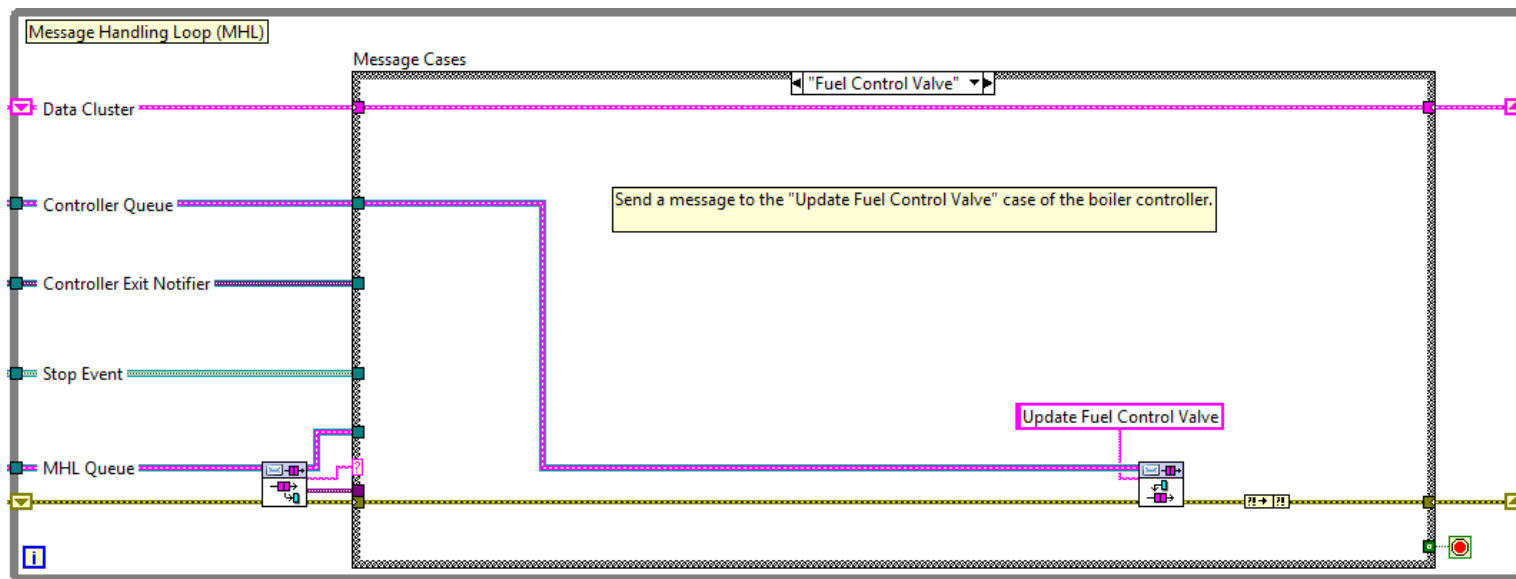 Message Handling Loop (MHL)
Message Cases
"Fuel Control Valve"
Data Cluster
Send a message to the "Update Fuel Control Valve" case of the boiler controller.
Controller Queue
Controller Exit Notifier
Stop Event
Update Fuel Control Valve
MHL Queue
?
?! ?!
i